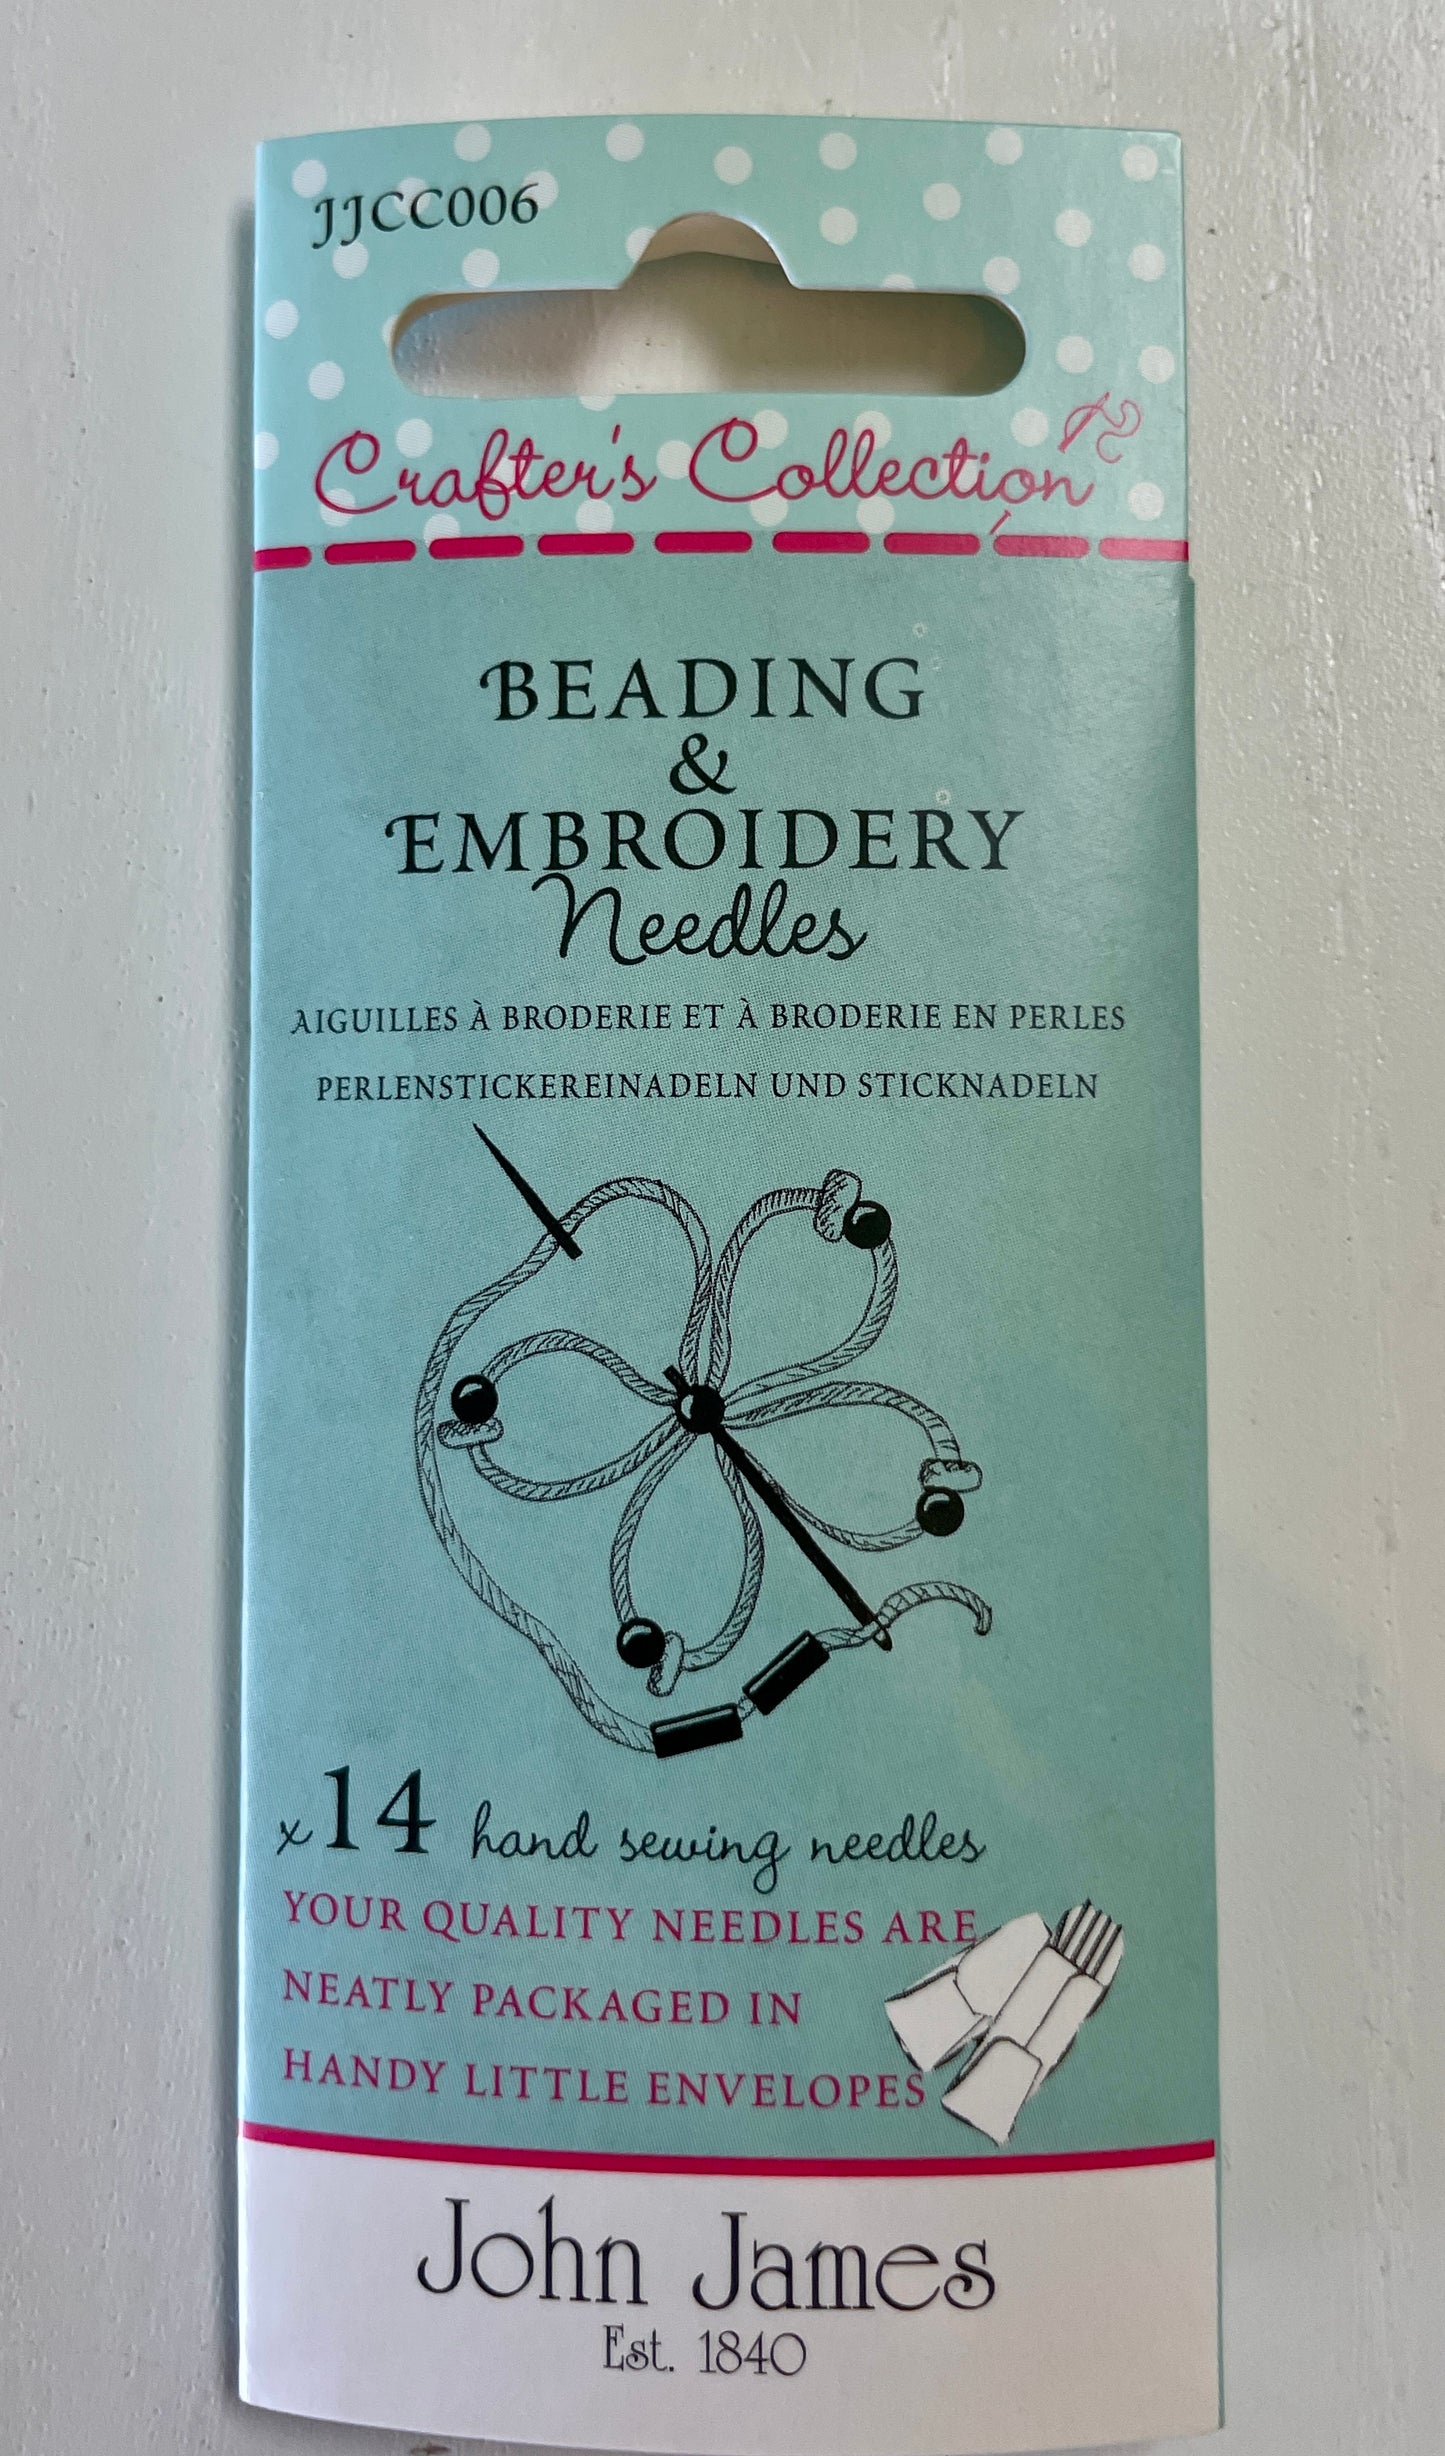 JJCC006
Crafter's Collection
BEADING
&
EMBROIDERY
Needles
AIGUILLES À BRODERIE ET À BRODERIE EN PERLES
PERLENSTICKEREINADELN UND STICKNADELN
x14 hand sewing needles
YOUR QUALITY NEEDLES ARE
NEATLY PACKAGED IN
HANDY LITTLE ENVELOPES
John James
Est. 1840